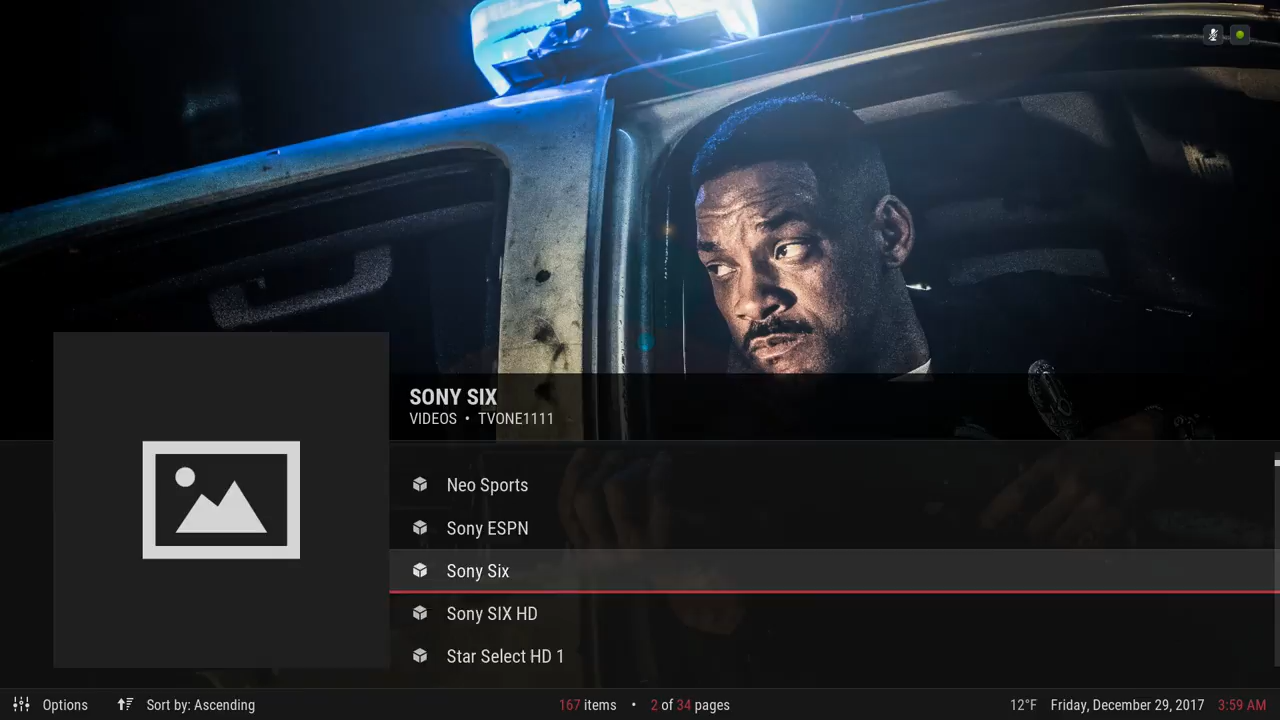 SONY SIX
VIDEOS • TVONE1111
Neo Sports
Sony ESPN
Sony Six
Sony SIX HD
Star Select HD 1
Options Sort by: Ascending 167 items • 2 of 34 pages 12°F Friday, December 29, 2017 3:59 AM